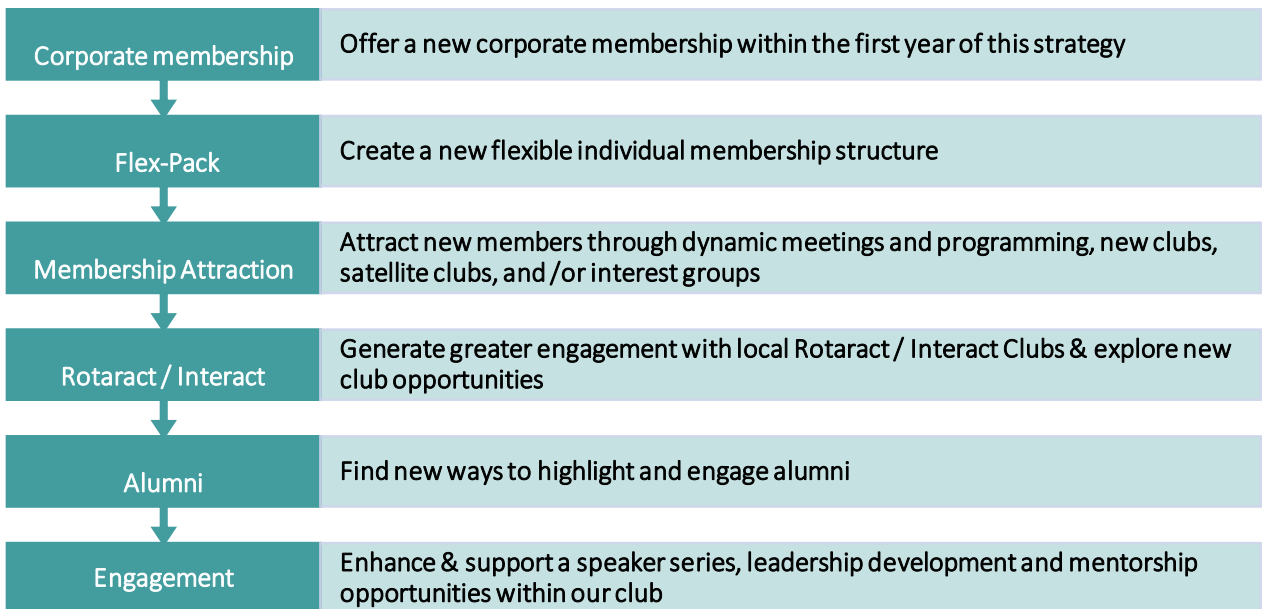 Corporate membership
Offer a new corporate membership within the first year of this strategy
Flex-Pack
Create a new flexible individual membership structure
Membership Attraction
Attract new members through dynamic meetings and programming, new clubs,
satellite clubs, and /or interest groups
Rotaract / Interact
Generate greater engagement with local Rotaract / Interact Clubs & explore new
club opportunities
Alumni
Find new ways to highlight and engage alumni
Engagement
Enhance & support a speaker series, leadership development and mentorship
opportunities within our club